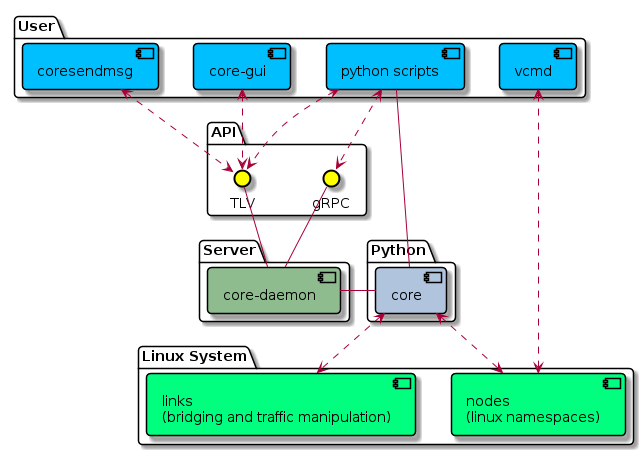 User
coresendmsg
core-gui
python scripts
vcmd
API
TLV
gRPC
Server
Python
core-daemon
core
Linux System
links
(bridging and traffic manipulation)
nodes
(linux namespaces)